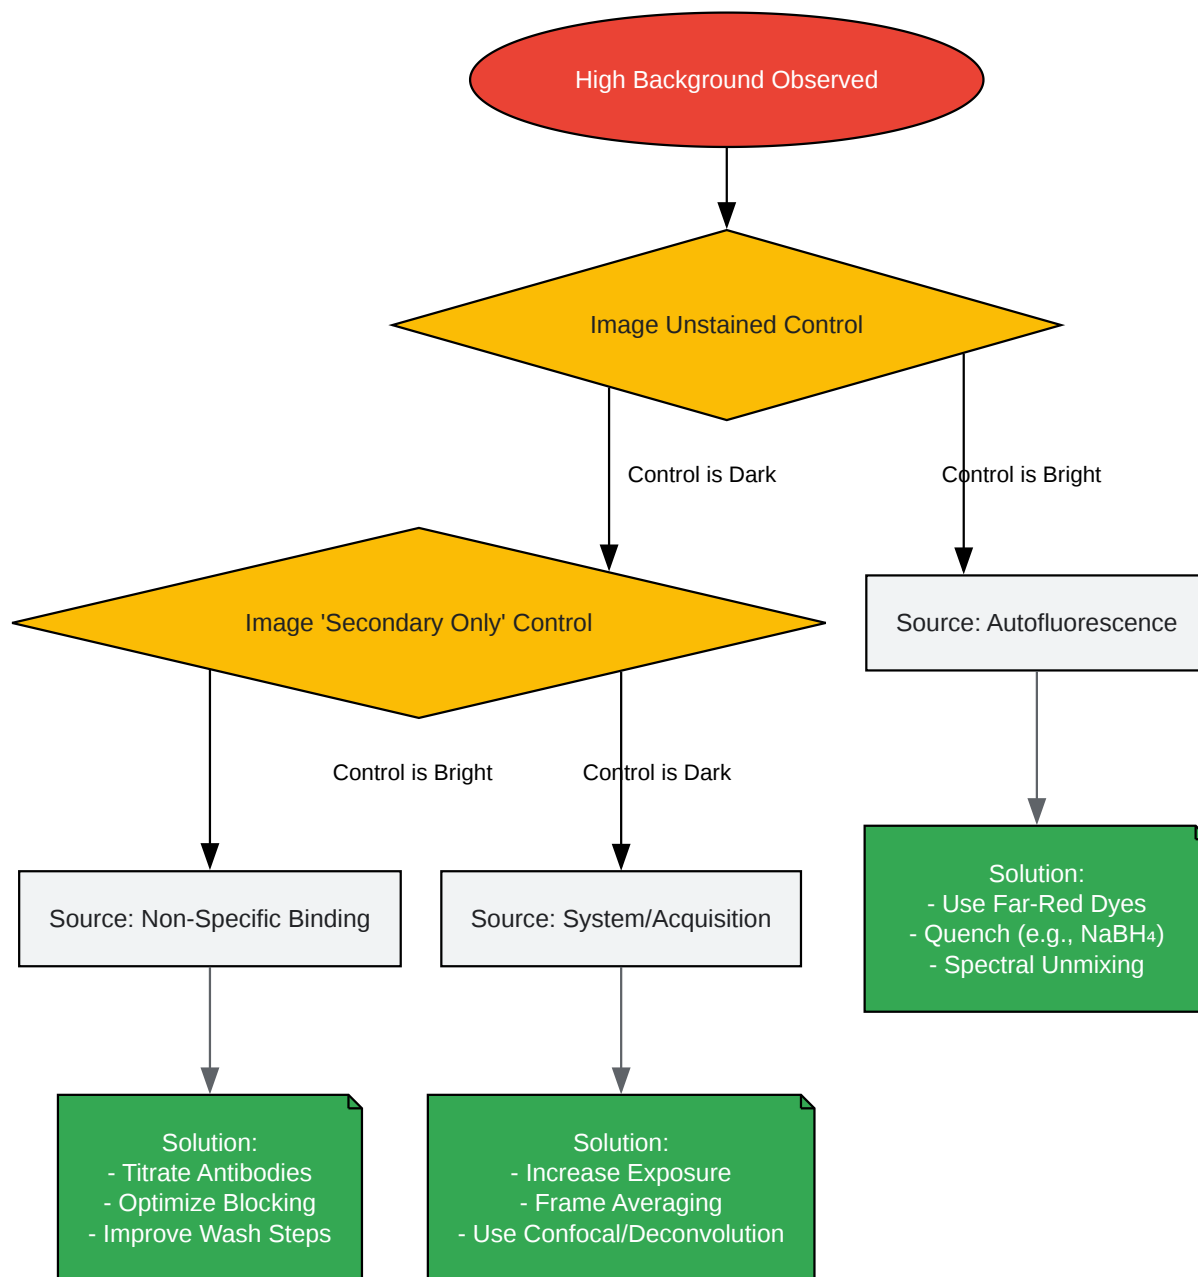 High Background Observed
Image Unstained Control
Control is Dark
Control is Bright
Image 'Secondary Only' Control
Source: Autofluorescence
Control is Bright
Control is Dark
Source: Non-Specific Binding
Source: System/Acquisition
Solution:
- Use Far-Red Dyes
- Quench (e.g., NaBH₄)
- Spectral Unmixing
Solution:
- Titrate Antibodies
- Optimize Blocking
- Improve Wash Steps
Solution:
- Increase Exposure
- Frame Averaging
- Use Confocal/Deconvolution